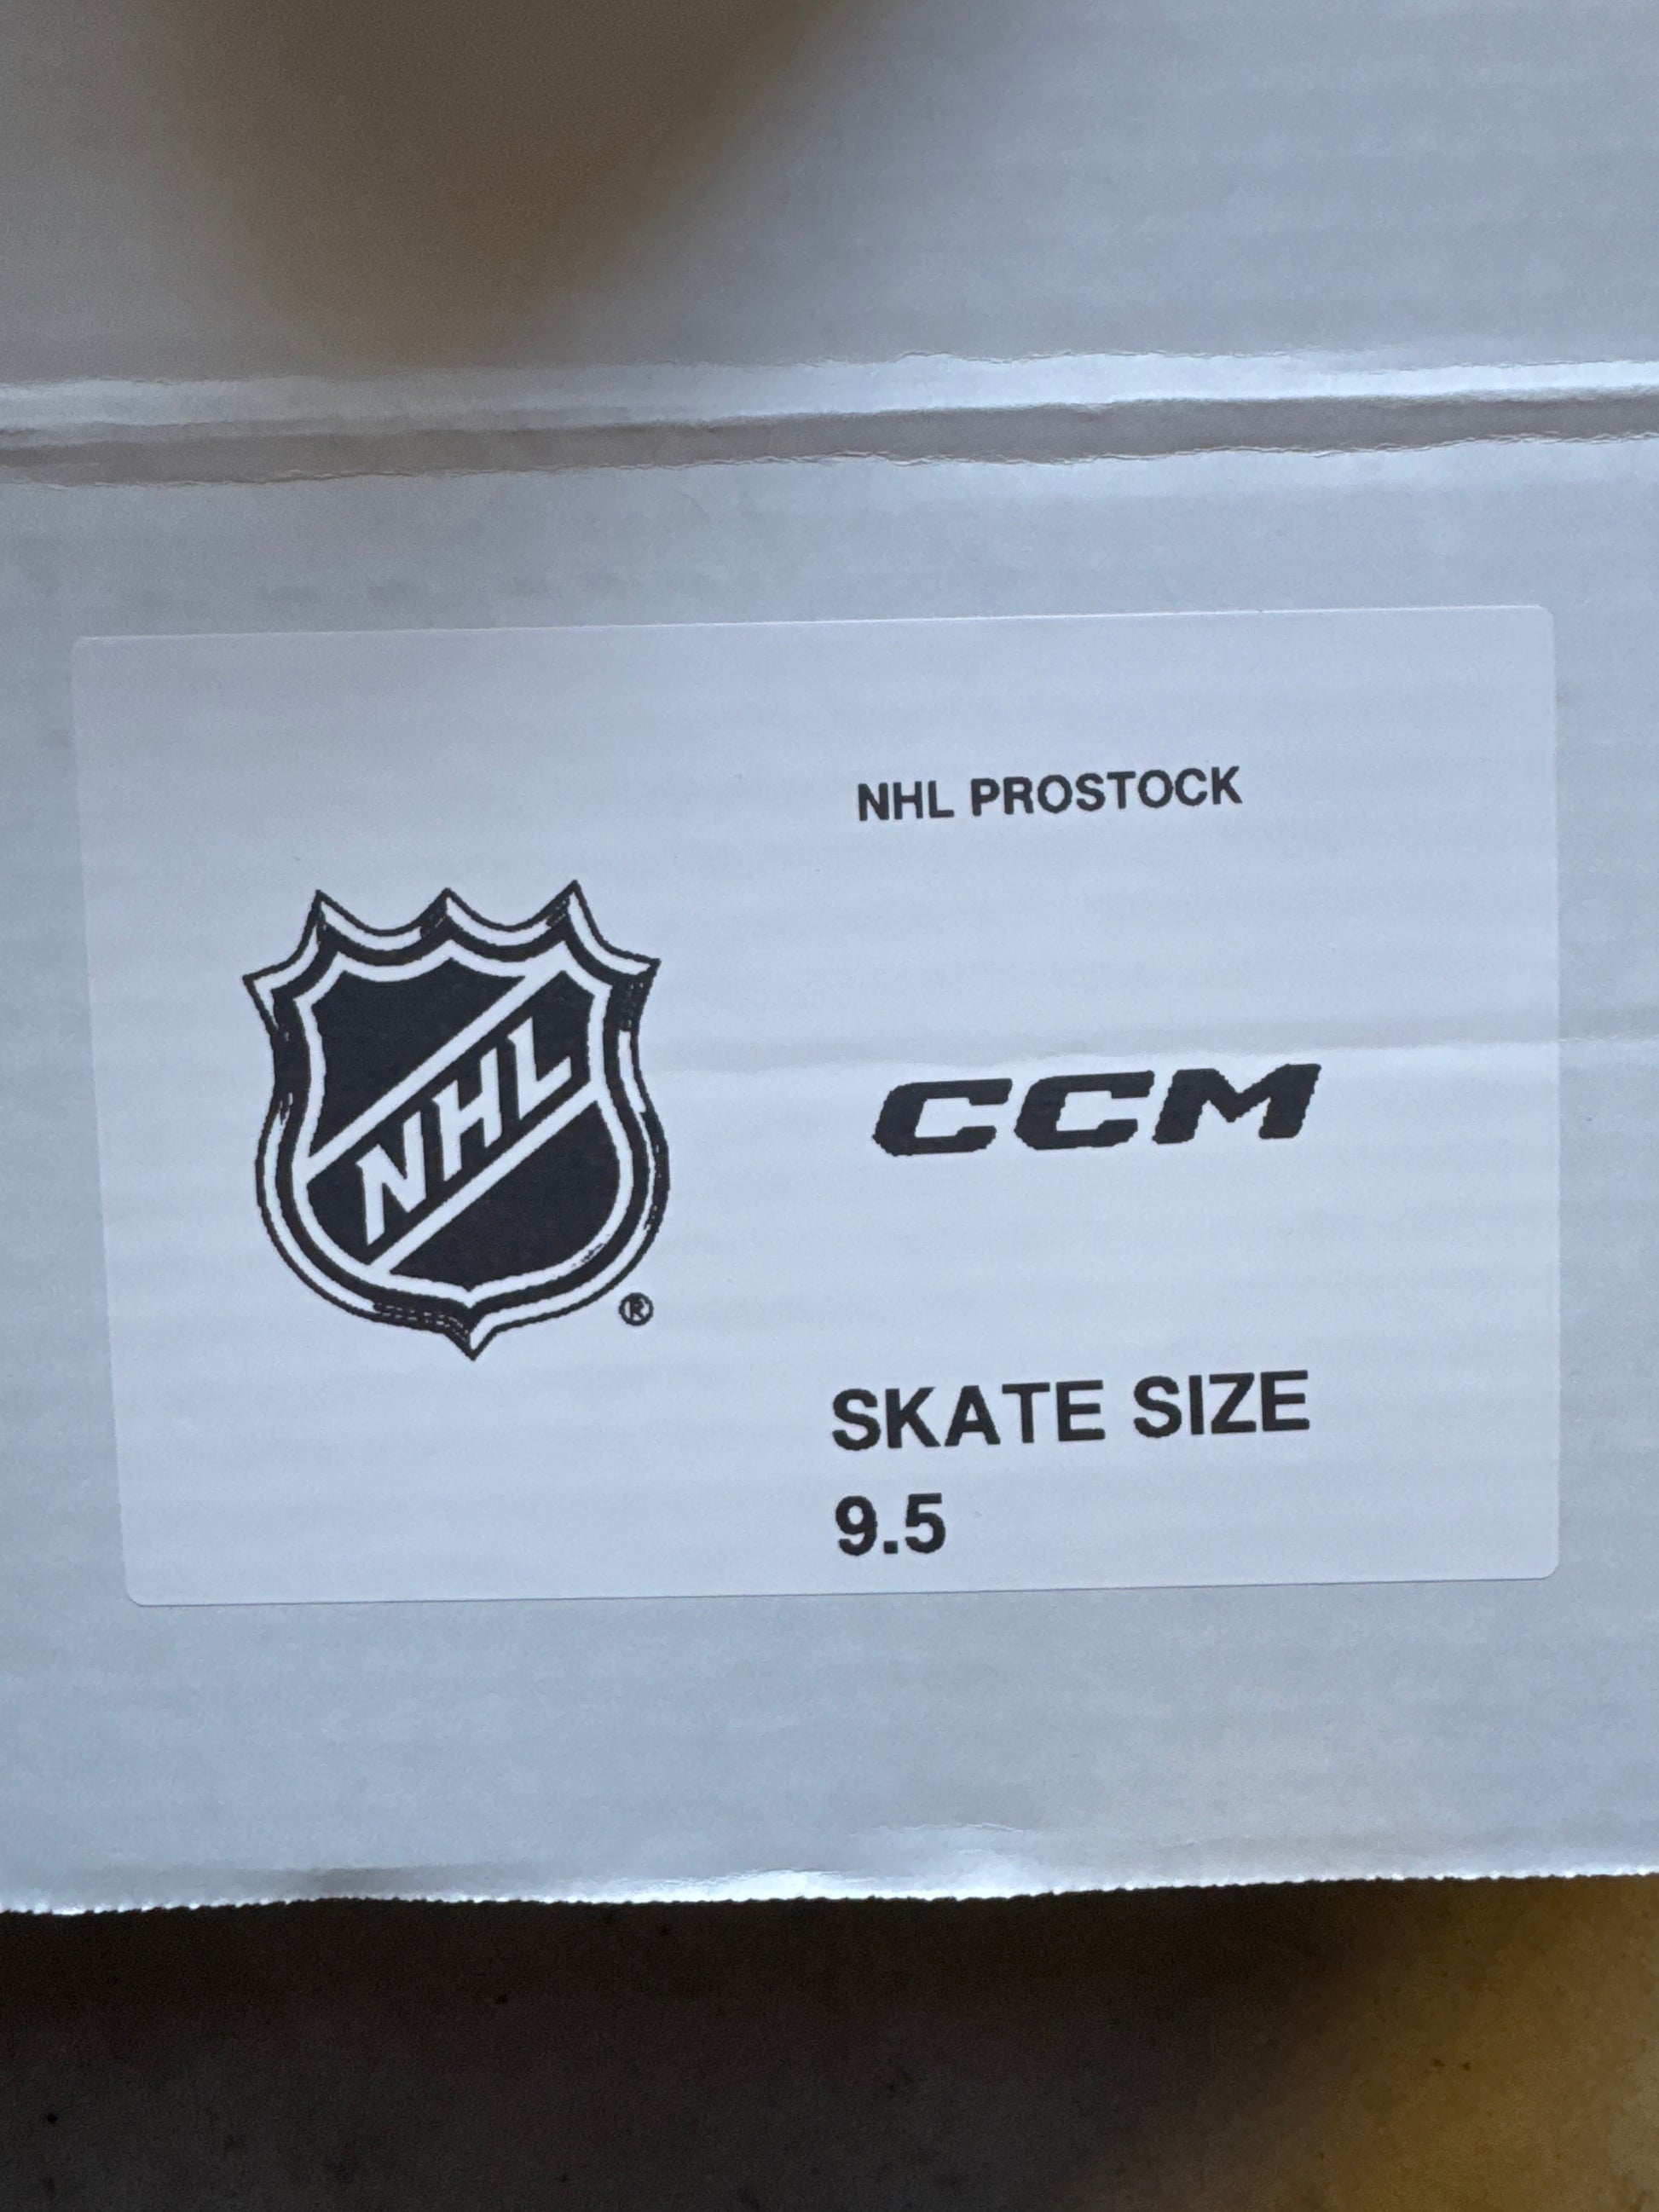 NHL PROSTOCK
NHL
®
CCM
SKATE SIZE
9.5